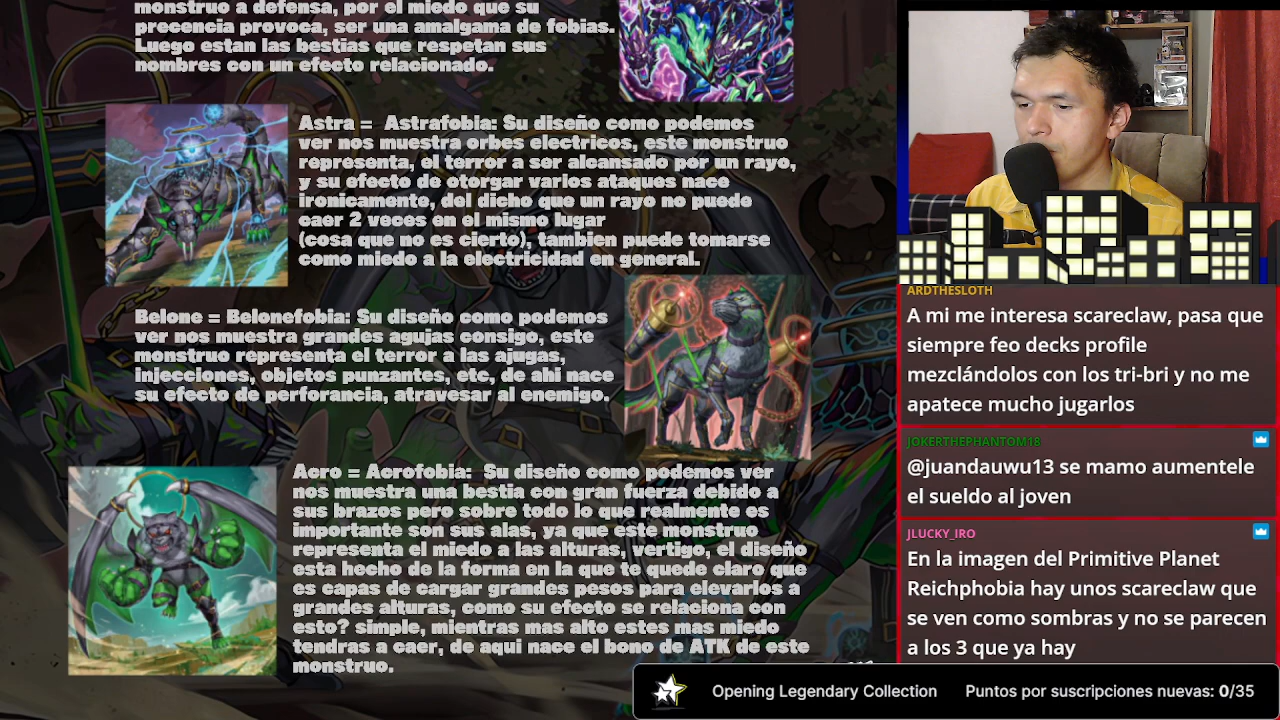 monstruo a defensa, por el miedo que su
precencia provoca, ser una amalgama de fobias.
Luego estan las bestias que respetan sus
nombres con un efecto relacionado.
Astra = Astrafobia: Su diseño como podemos
ver nos muestra orbes electricos, este monstruo
representa, el terror a ser alcansado por un rayo,
y su efecto de otorgar varios ataques nace
ironicamente, del dicho que un rayo no puede
caer 2 veces en el mismo lugar
(cosa que no es cierto), tambien puede tomarse
como miedo a la electricidad en general.
Belone = Belonefobia: Su diseño como podemos
ver nos muestra grandes agujas consigo, este
monstruo representa el terror a las ajugas,
injecciones, objetos punzantes, etc, de ahi nace
su efecto de perforancia, atravesar al enemigo.
Acro = Acrofobia: Su diseño como podemos ver
nos muestra una bestia con gran fuerza debido a
sus brazos pero sobre todo lo que realmente es
importante son sus alas, ya que este monstruo
representa el miedo a las alturas, vertigo, el diseño
esta hecho de la forma en la que te quede claro que
es capas de cargar grandes pesos para elevarlos a
grandes alturas, como su efecto se relaciona con
esto? simple, mientras mas alto estes mas miedo
tendras a caer, de aqui nace el bono de ATK de este
monstruo.
ARDTHESLOTH
A mi me interesa scareclaw, pasa que
siempre feo decks profile
mezclándolos con los tri-bri y no me
apatece mucho jugarlos
JOKERTHEPHANTOM18
@juandauwu13 se mamo aumentele
el sueldo al joven
JLUCKY_IRO
En la imagen del Primitive Planet
Reichphobia hay unos scareclaw que
se ven como sombras y no se parecen
a los 3 que ya hay
Opening Legendary Collection
Puntos por suscripciones nuevas: 0/35